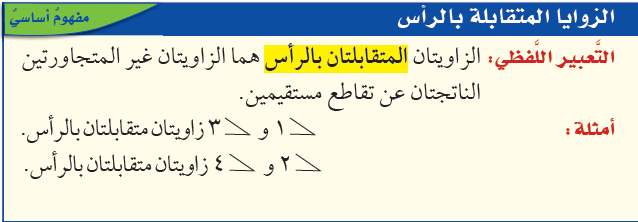 الزوايا المتقابلة بالرأس
مفهومٌ أساسيٌّ
التَّعبير اللَّفظي: الزاويتان المتقابلتان بالرأس هما الزاويتان غير المتجاورتين
الناتجتان عن تقاطع مستقيمين.
أمثلة: ∠١ و ∠٣ زاويتان متقابلتان بالرأس.
∠٢ و ∠٤ زاويتان متقابلتان بالرأس.